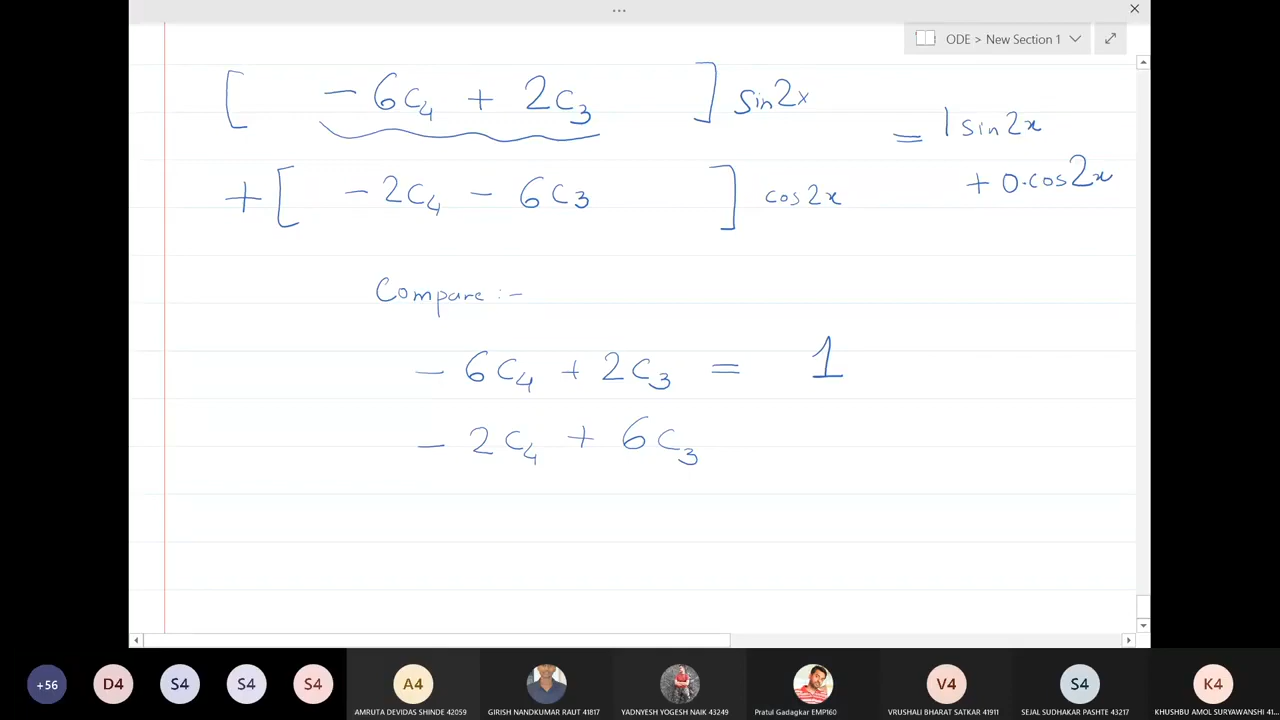 ODE > New Section 1
[ - 6c₄ + 2c₃ ] sin2x
= 1 sin2x
+ 0.cos2x
+ [ - 2c₄ - 6c₃ ] cos2x
Compare :-
- 6c₄ + 2c₃ = 1
- 2c₄ + 6c₃
+56 D4 S4 S4 S4 A4 V4 S4 K4
AMRUTA DEVIDAS SHINDE 42059 GIRISH NANDKUMAR RAUT 41817 YADNYESH YOGESH NAIK 43249 Pratul Gadagkar EMP160 VRUSHALI BHARAT SATKAR 41911 SEJAL SUDHAKAR PASHTE 43217 KHUSHBU AMOL SURYAWANSHI 41...